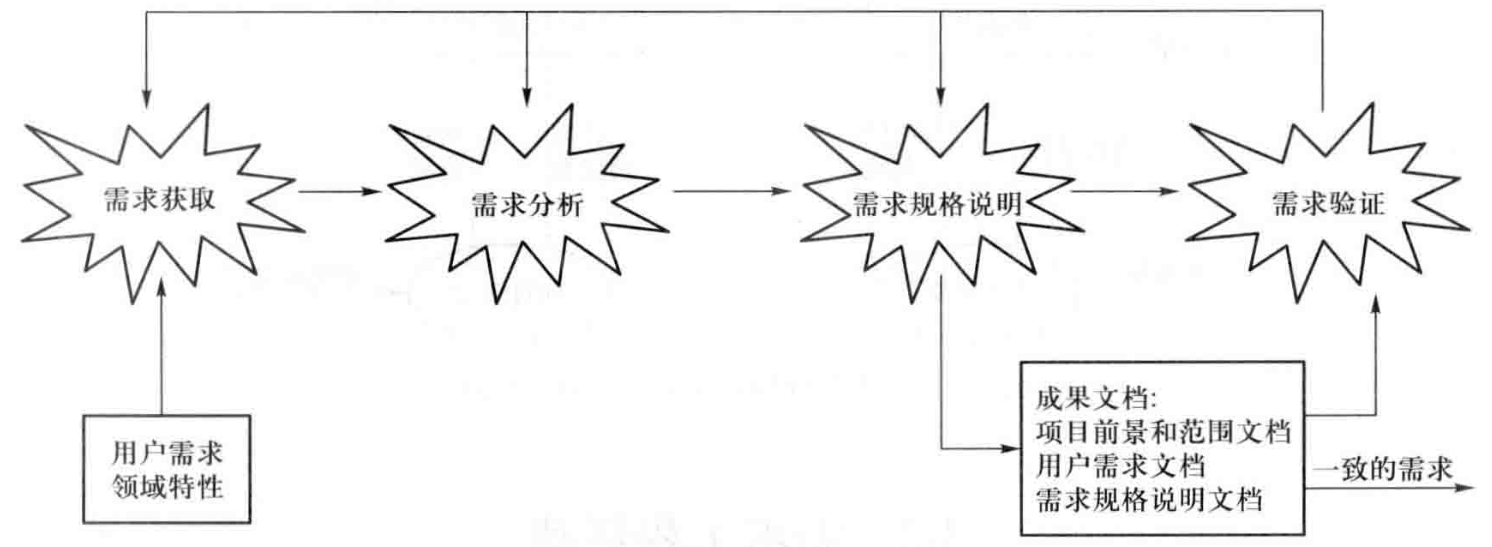 需求获取
需求分析
需求规格说明
需求验证
用户需求
领域特性
成果文档:
项目前景和范围文档
用户需求文档
需求规格说明文档
一致的需求